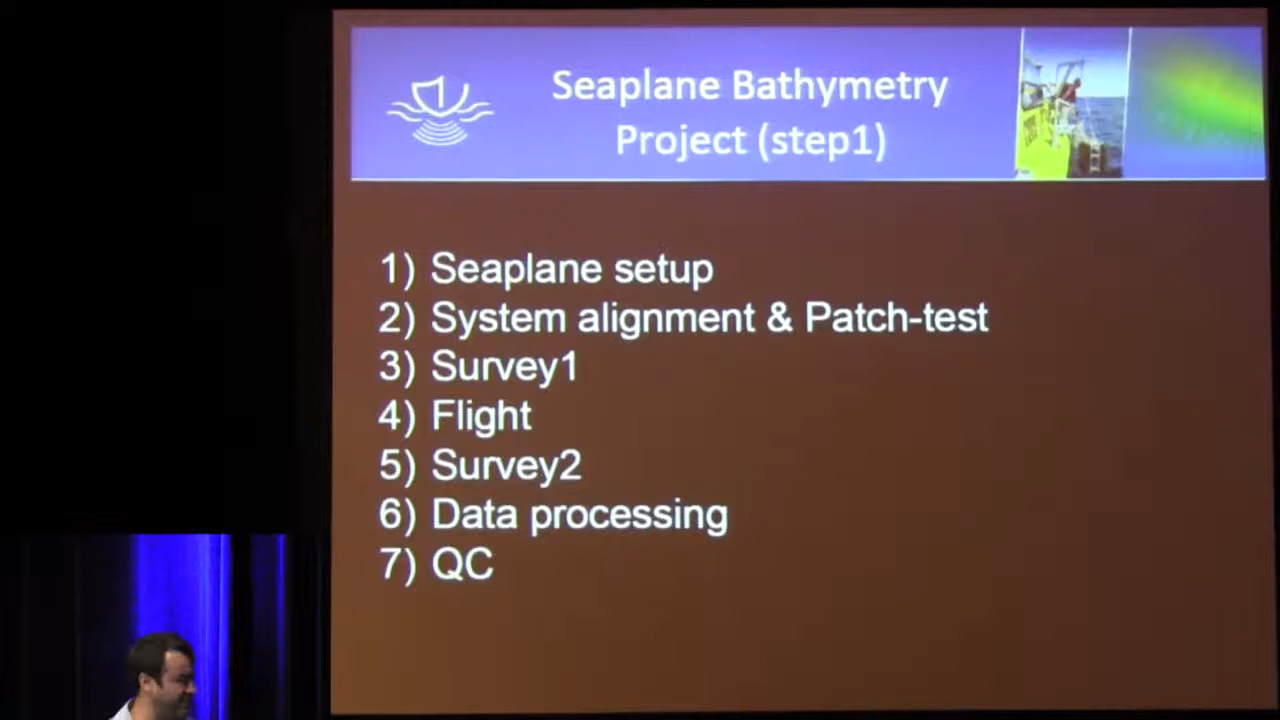 Seaplane Bathymetry
Project (step1)
1) Seaplane setup
2) System alignment & Patch-test
3) Survey1
4) Flight
5) Survey2
6) Data processing
7) QC